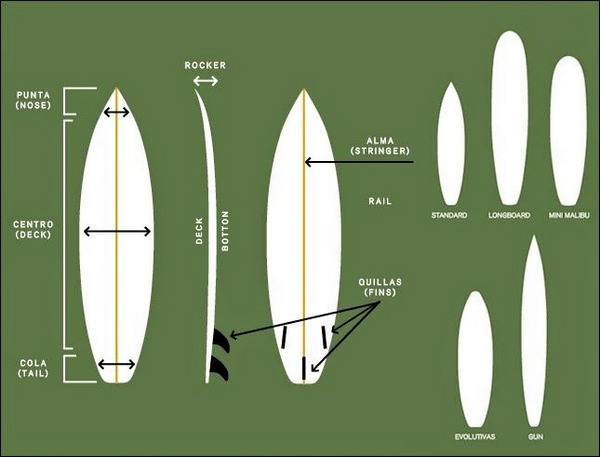 PUNTA
(NOSE)
CENTRO
(DECK)
COLA
(TAIL)
ROCKER
DECK
BOTTON
ALMA
(STRINGER)
RAIL
QUILLAS
(FINS)
STANDARD
LONGBOARD
MINI MALIBU
EVOLUTIVAS
GUN